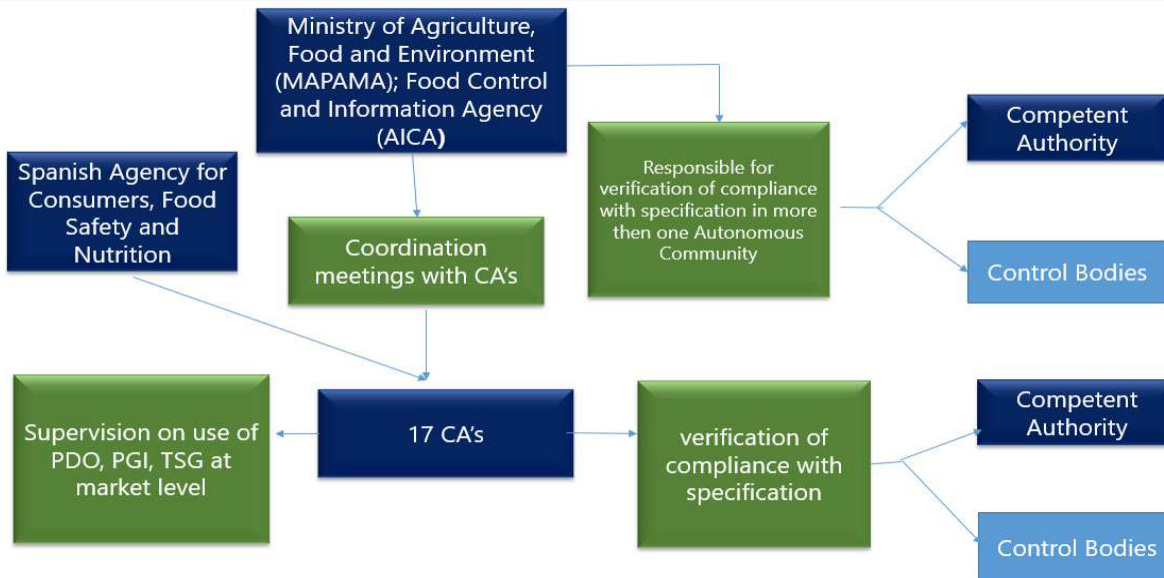 Ministry of Agriculture,
Food and Environment
(MAPAMA); Food Control
and Information Agency
(AICA)
Spanish Agency for
Consumers, Food
Safety and
Nutrition
Coordination
meetings with CA's
Responsible for
verification of compliance
with specification in more
then one Autonomous
Community
Competent
Authority
Control Bodies
Supervision on use of
PDO, PGI, TSG at
market level
17 CA's
verification of
compliance with
specification
Competent
Authority
Control Bodies